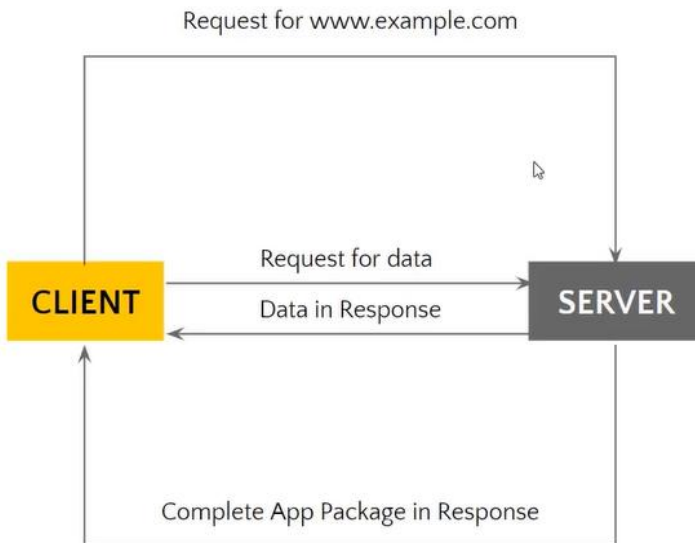 Request for www.example.com
Request for data
CLIENT
Data in Response
SERVER
Complete App Package in Response